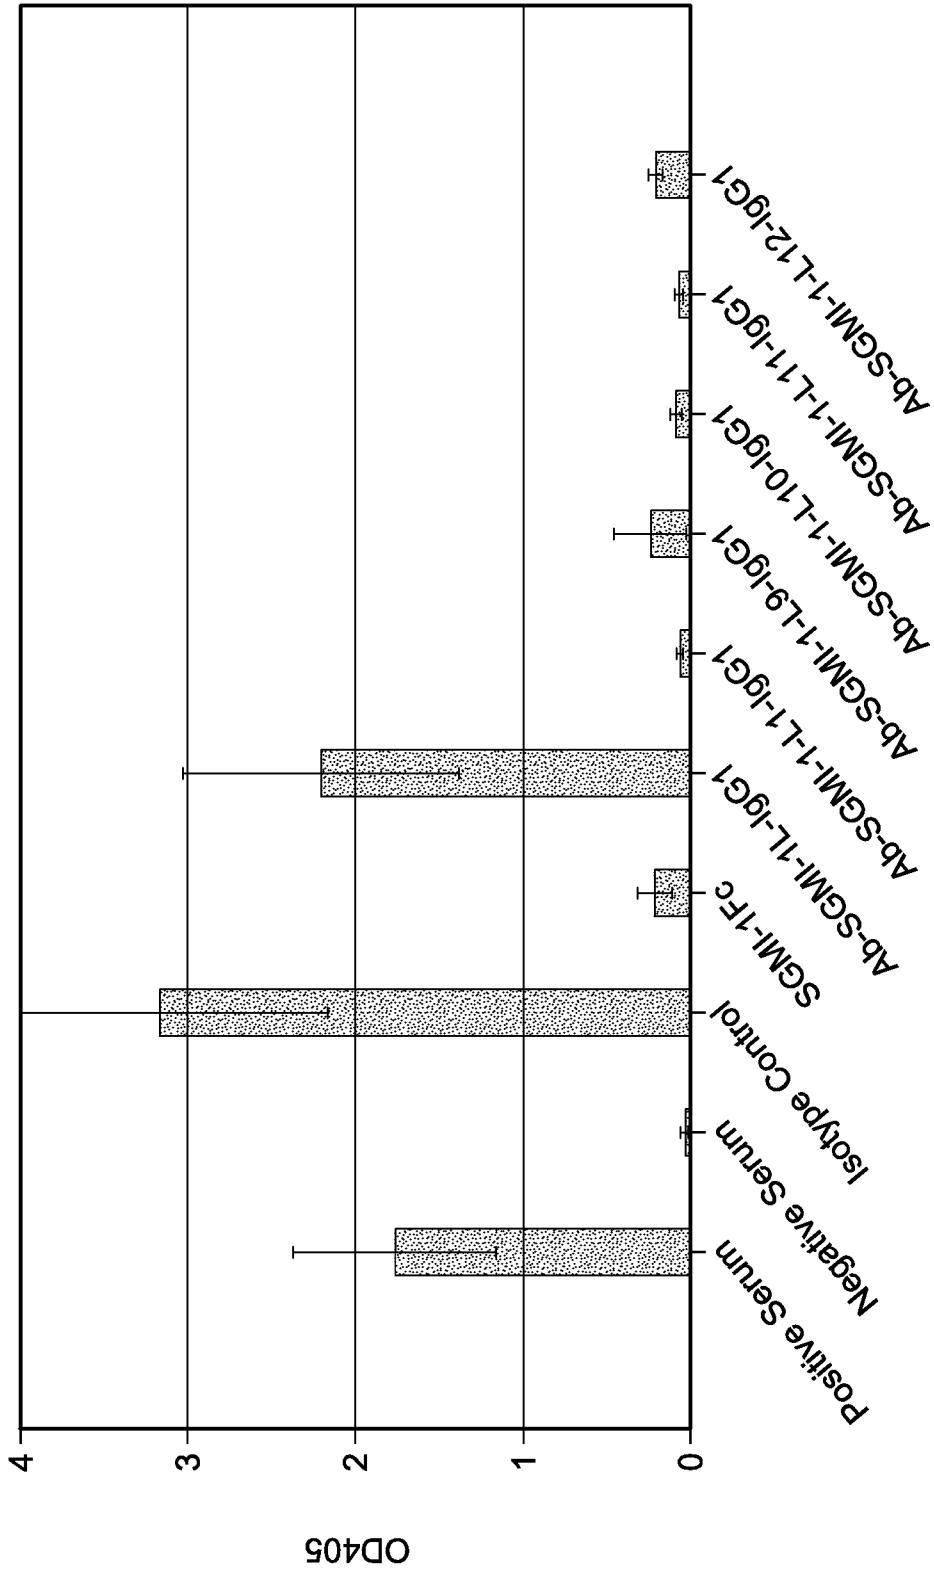 OD405
4
3
2
1
0
Positive Serum
Negative Serum
Isotype Control
SGMI-1Fc
Ab-SGMI-1L-IgG1
Ab-SGMI-1-L1-IgG1
Ab-SGMI-1-L9-IgG1
Ab-SGMI-1-L10-IgG1
Ab-SGMI-1-L11-IgG1
Ab-SGMI-1-L12-IgG1